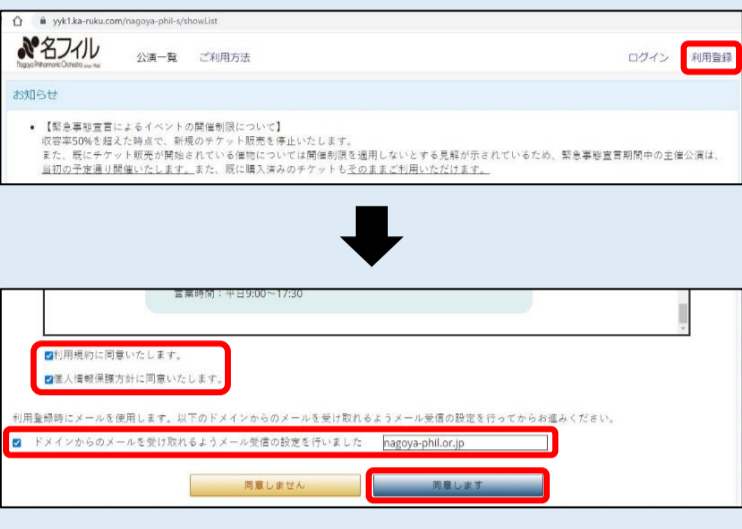 yyk1.ka-ruku.com/nagoya-phil-s/showList
名フィル
Nagoya Philharmonic Orchestra
公演一覧 ご利用方法 ログイン 利用登録
お知らせ
• 【緊急事態宣言によるイベントの開催制限について】
収容率50%を超えた時点で、新規のチケット販売を停止いたします。
また、既にチケット販売が開始されている催物については開催制限を適用しないとする見解が示されているため、緊急事態宣言期間中の主催公演は、
当初の予定通り開催いたします。また、既に購入済みのチケットもそのままご利用いただけます。
営業時間：平日9:00～17:30
利用規約に同意いたします。
個人情報保護方針に同意いたします。
利用登録時にメールを使用します。以下のドメインからのメールを受け取れるようメール受信の設定を行ってからお進みください。
ドメインからのメールを受け取れるようメール受信の設定を行いました nagoya-phil.or.jp
同意しません 同意します